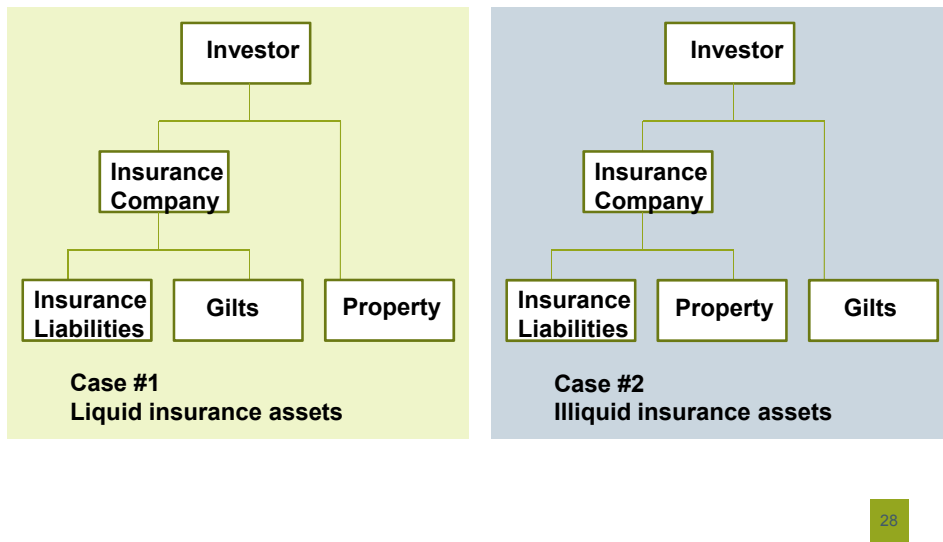 Investor
Insurance
Company
Insurance
Liabilities
Gilts
Property
Case #1
Liquid insurance assets
Investor
Insurance
Company
Insurance
Liabilities
Property
Gilts
Case #2
Illiquid insurance assets
28